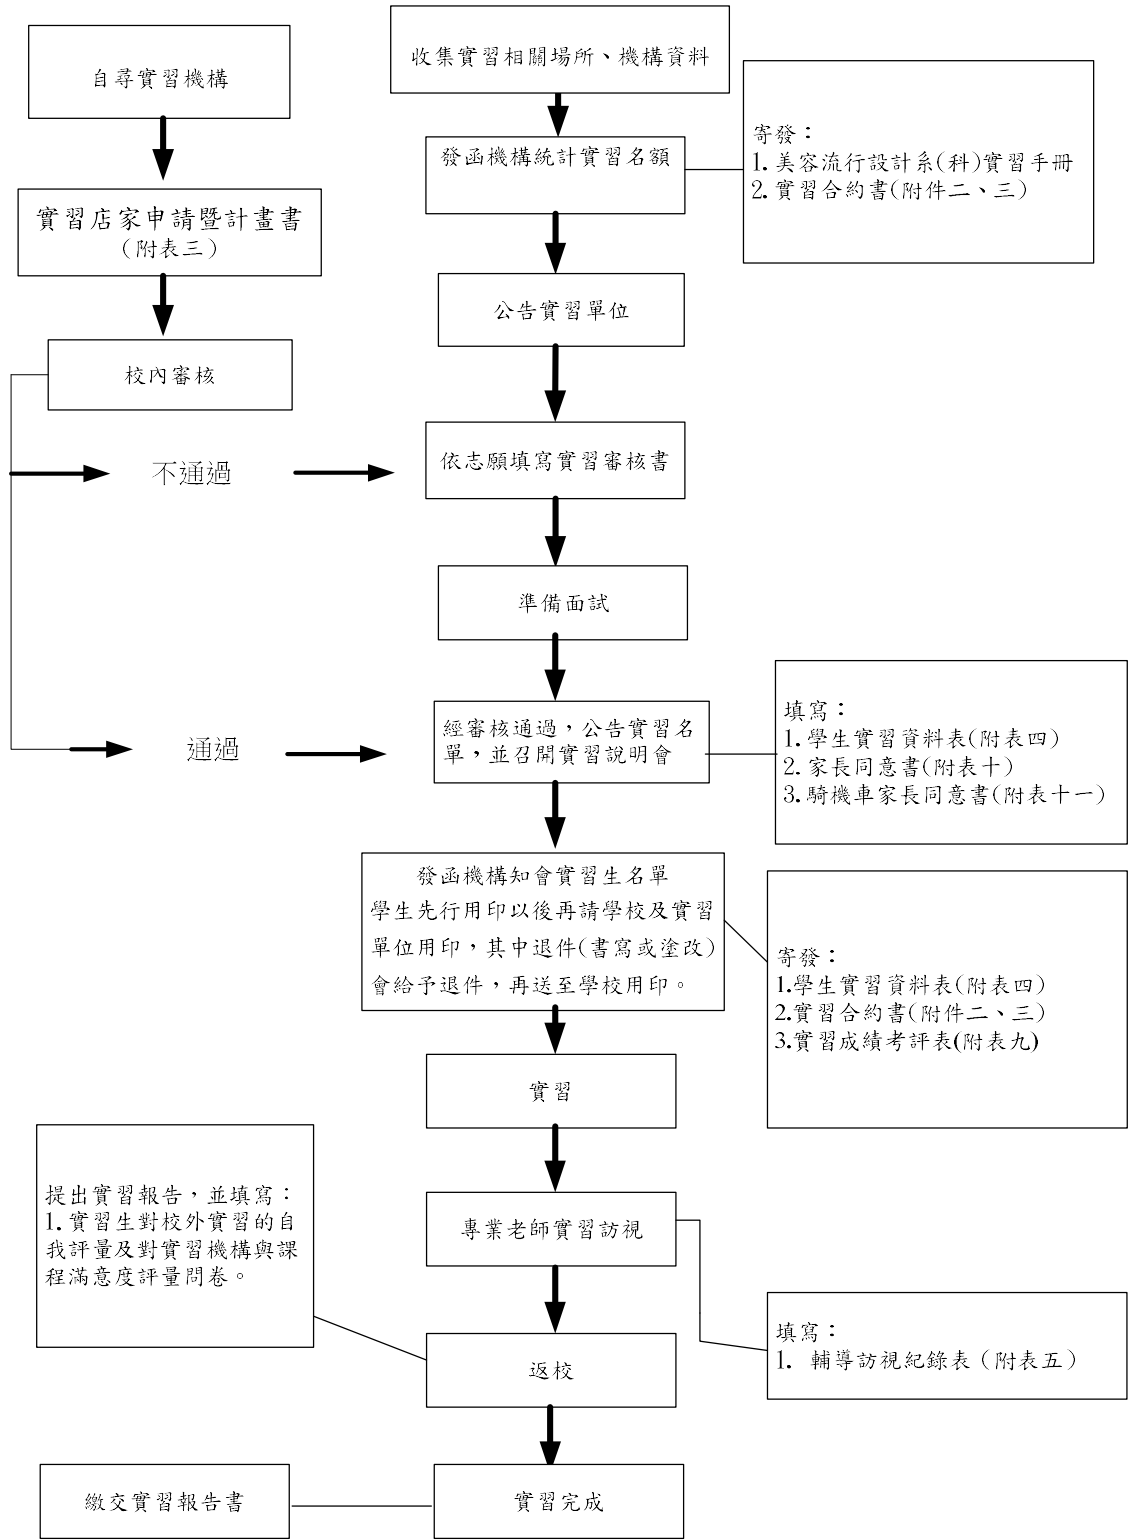 自尋實習機構
實習店家申請暨計畫書
(附表三)
校內審核
不通過
通過
收集實習相關場所、機構資料
發函機構統計實習名額
寄發：
1. 美容流行設計系(科)實習手冊
2. 實習合約書(附件二、三)
公告實習單位
依志願填寫實習審核書
準備面試
經審核通過，公告實習名
單，並召開實習說明會
填寫：
1. 學生實習資料表(附表四)
2. 家長同意書(附表十)
3. 騎機車家長同意書(附表十一)
發函機構知會實習生名單
學生先行用印以後再請學校及實習
單位用印，其中退件(書寫或塗改)
會給予退件，再送至學校用印。
寄發：
1.學生實習資料表(附表四)
2.實習合約書(附件二、三)
3.實習成績考評表(附表九)
實習
專業老師實習訪視
填寫：
1. 輔導訪視紀錄表（附表五）
提出實習報告，並填寫：
1. 實習生對校外實習的自
我評量及對實習機構與課
程滿意度評量問卷。
返校
繳交實習報告書
實習完成